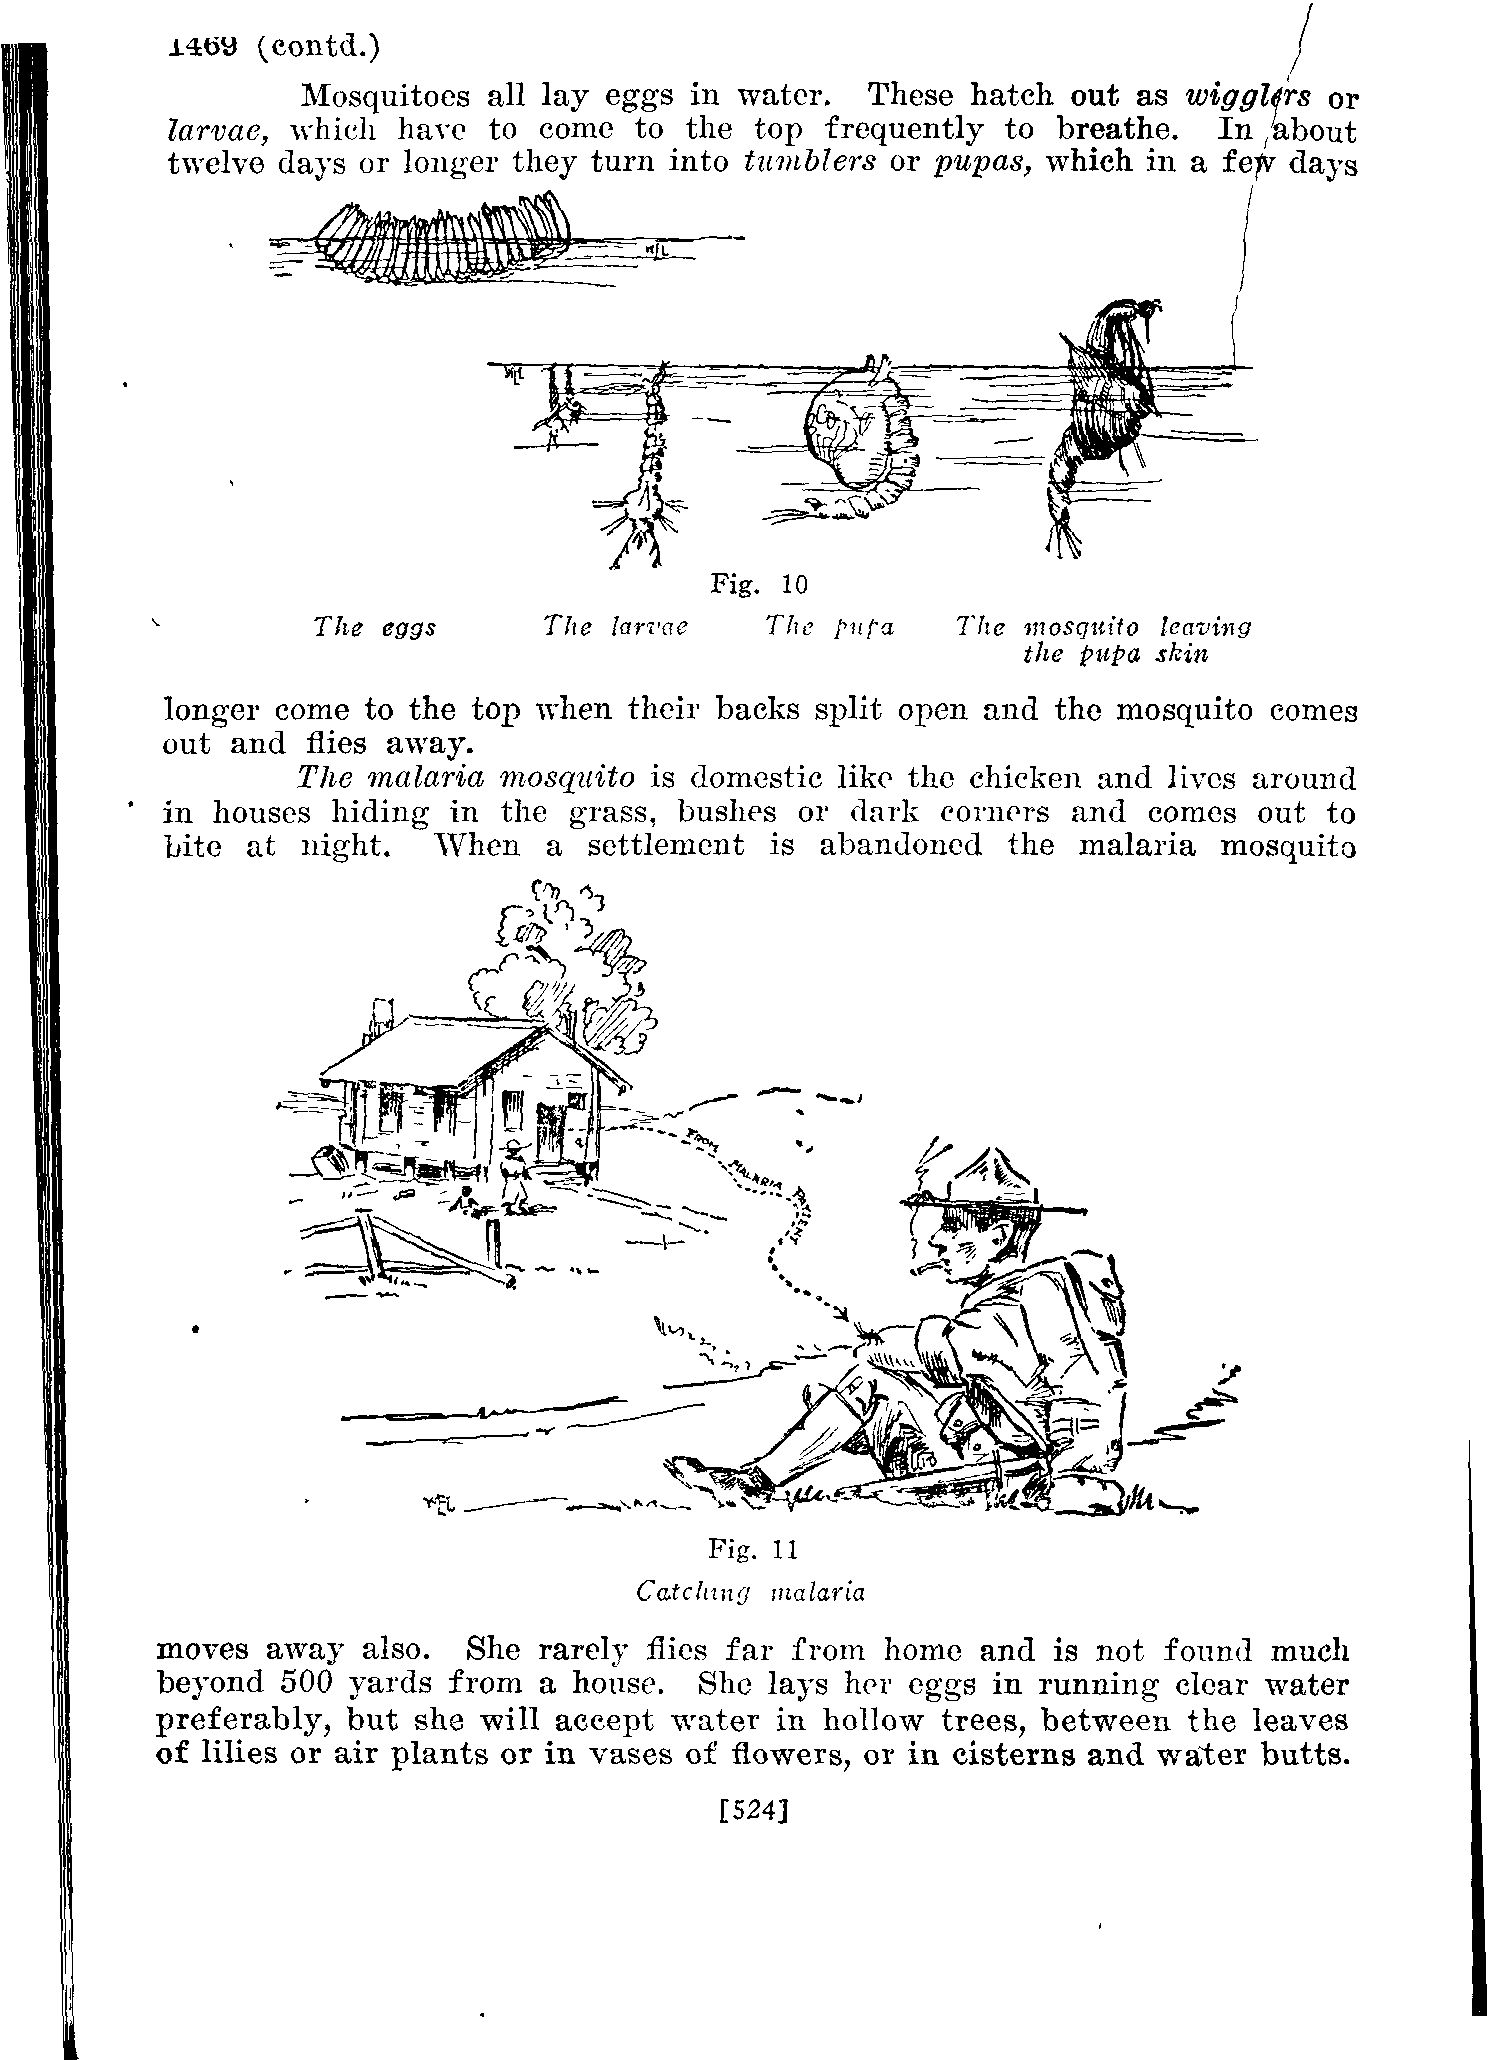 1469 (contd.)
Mosquitoes all lay eggs in water. These hatch out as wigglers or
larvae, which have to come to the top frequently to breathe. In about
twelve days or longer they turn into tumblers or pupas, which in a few days
WEL
WEL
Fig. 10
The eggs The larvae The pupa The mosquito leaving
the pupa skin
longer come to the top when their backs split open and the mosquito comes
out and flies away.
The malaria mosquito is domestic like the chicken and lives around
in houses hiding in the grass, bushes or dark corners and comes out to
bite at night. When a settlement is abandoned the malaria mosquito
FROM MALARIA PATIENT
WEL
Fig. 11
Catching malaria
moves away also. She rarely flies far from home and is not found much
beyond 500 yards from a house. She lays her eggs in running clear water
preferably, but she will accept water in hollow trees, between the leaves
of lilies or air plants or in vases of flowers, or in cisterns and water butts.
[524]